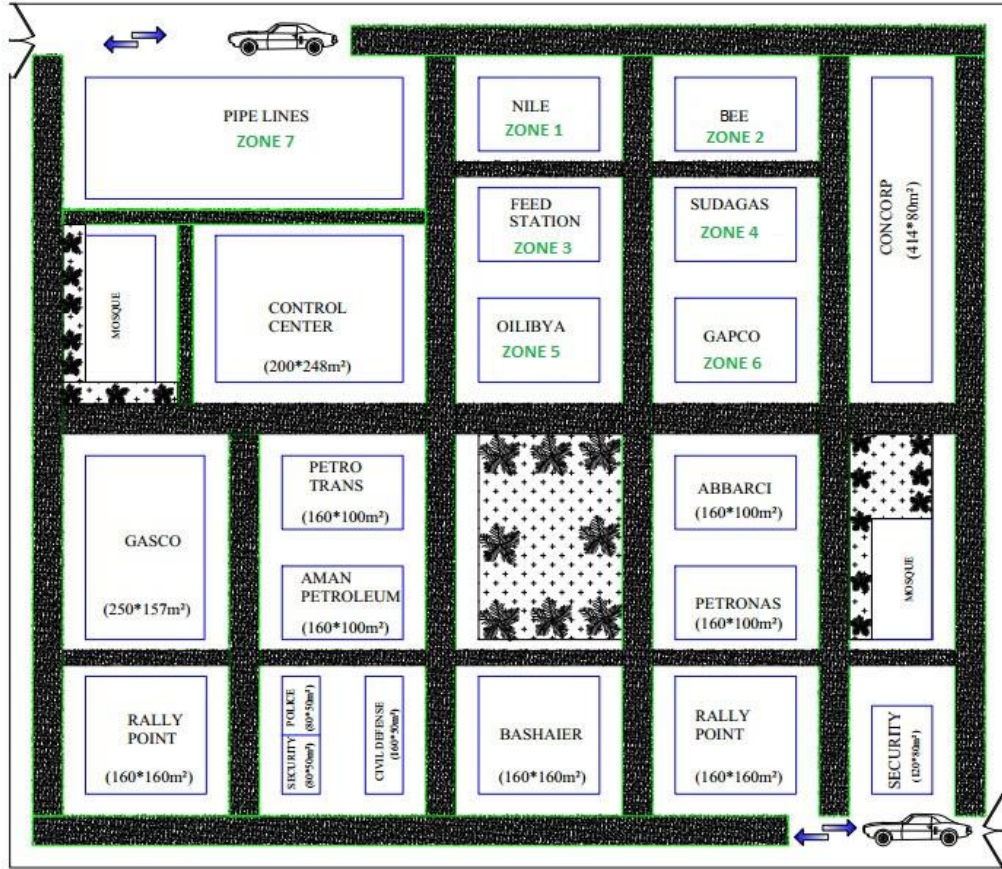 PIPE LINES
ZONE 7
NILE
ZONE 1
BEE
ZONE 2
CONCORP
(414*80m²)
FEED
STATION
ZONE 3
SUDAGAS
ZONE 4
MOSQUE
CONTROL
CENTER
(200*248m²)
OILIBYA
ZONE 5
GAPCO
ZONE 6
GASCO
(250*157m²)
PETRO
TRANS
(160*100m²)
ABBARCI
(160*100m²)
AMAN
PETROLEUM
(160*100m²)
PETRONAS
(160*100m²)
MOSQUE
RALLY
POINT
(160*160m²)
POLICE
(80*50m²)
SECURITY
(80*50m²)
CIVIL DEFENSE
(160*50m²)
BASHAIER
(160*160m²)
RALLY
POINT
(160*160m²)
SECURITY
(120*80m²)